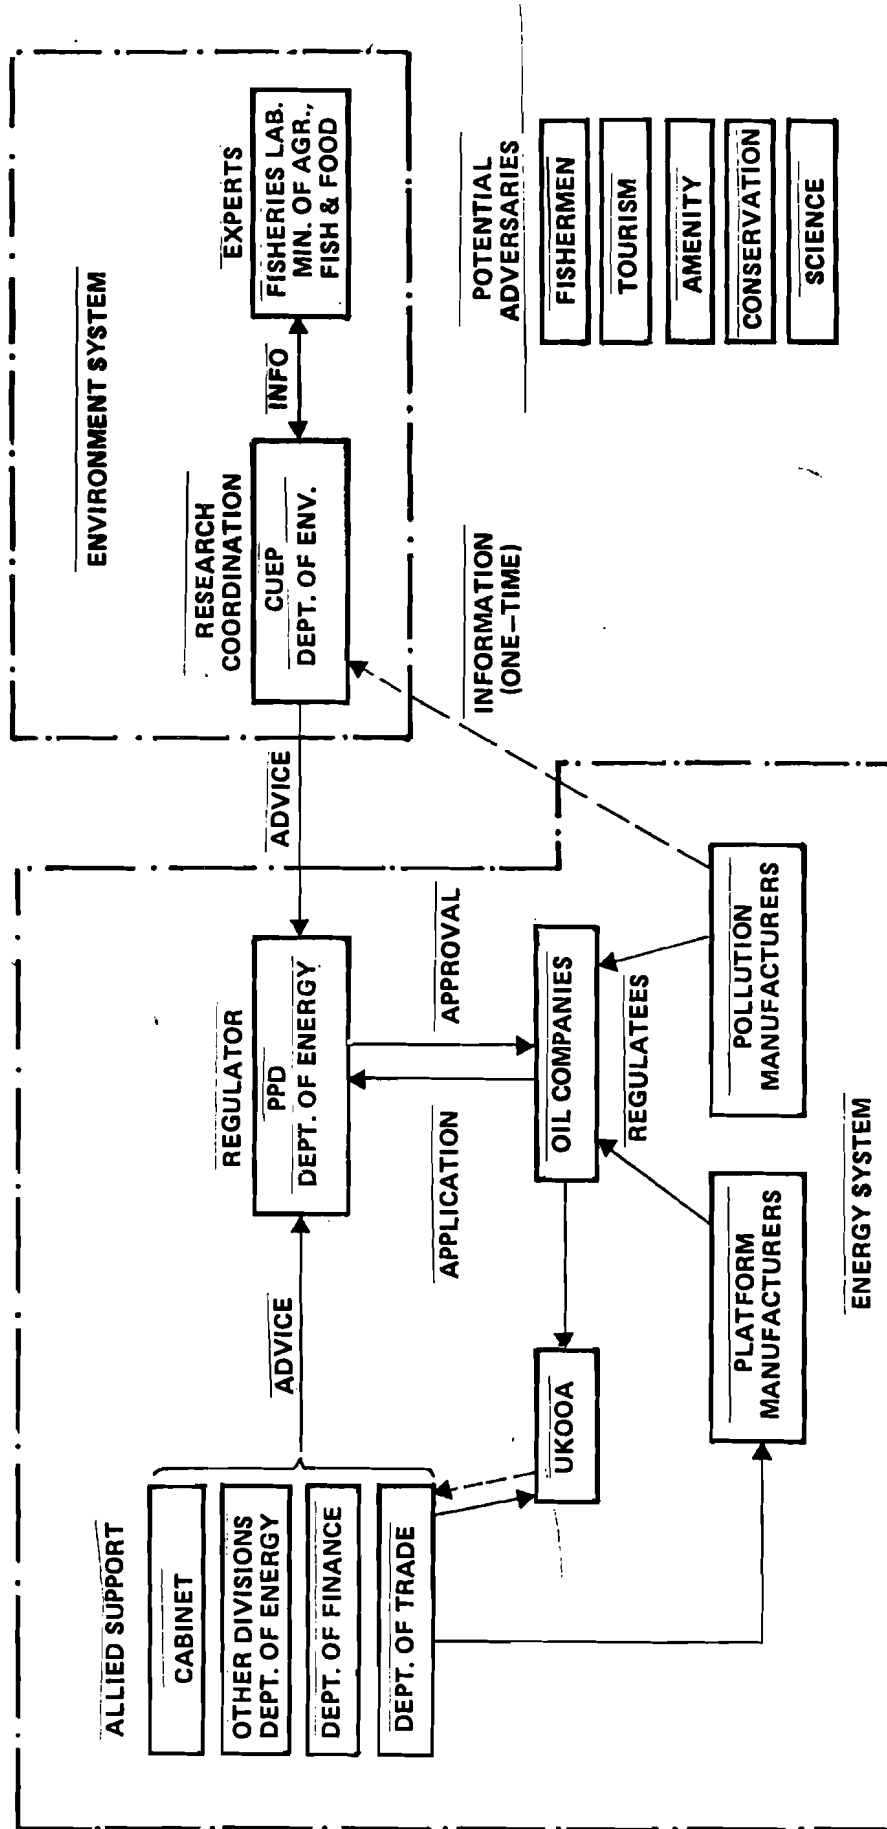 ALLIED SUPPORT
CABINET
OTHER DIVISIONS
DEPT. OF ENERGY
DEPT. OF FINANCE
DEPT. OF TRADE
ADVICE
REGULATOR
PPD
DEPT. OF ENERGY
ADVICE
ENVIRONMENT SYSTEM
RESEARCH
COORDINATION
CUEP
DEPT. OF ENV.
INFO
EXPERTS
FISHERIES LAB.
MIN. OF AGR.,
FISH & FOOD
APPLICATION
APPROVAL
UKOOA
OIL COMPANIES
REGULATEES
INFORMATION
(ONE-TIME)
PLATFORM
MANUFACTURERS
POLLUTION
MANUFACTURERS
ENERGY SYSTEM
POTENTIAL
ADVERSARIES
FISHERMEN
TOURISM
AMENITY
CONSERVATION
SCIENCE